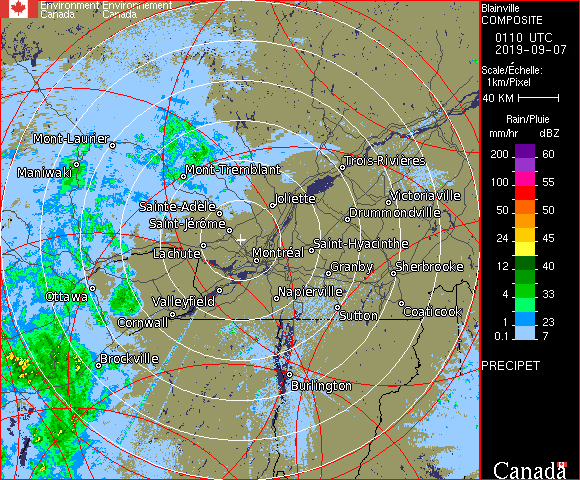 Environment Environnement
Canada Canada
Blainville
COMPOSITE
0110 UTC
2019-09-07
Scale/Échelle:
1km/Pixel
40 KM
Rain/Pluie
mm/hr dBZ
200 60
100 55
50 50
24 45
12 40
4 33
1 23
0.1 7
PRECIPET
Canada
Mont-Laurier
Maniwaki
Mont-Tremblant
Trois-Rivières
Sainte-Adèle
Joliette
Victoriaville
Drummondville
Saint-Jérôme
Lachute
Montréal
Saint-Hyacinthe
Granby
Sherbrooke
Ottawa
Valleyfield
Napierville
Cornwall
Sutton
Coaticook
Brockville
Burlington